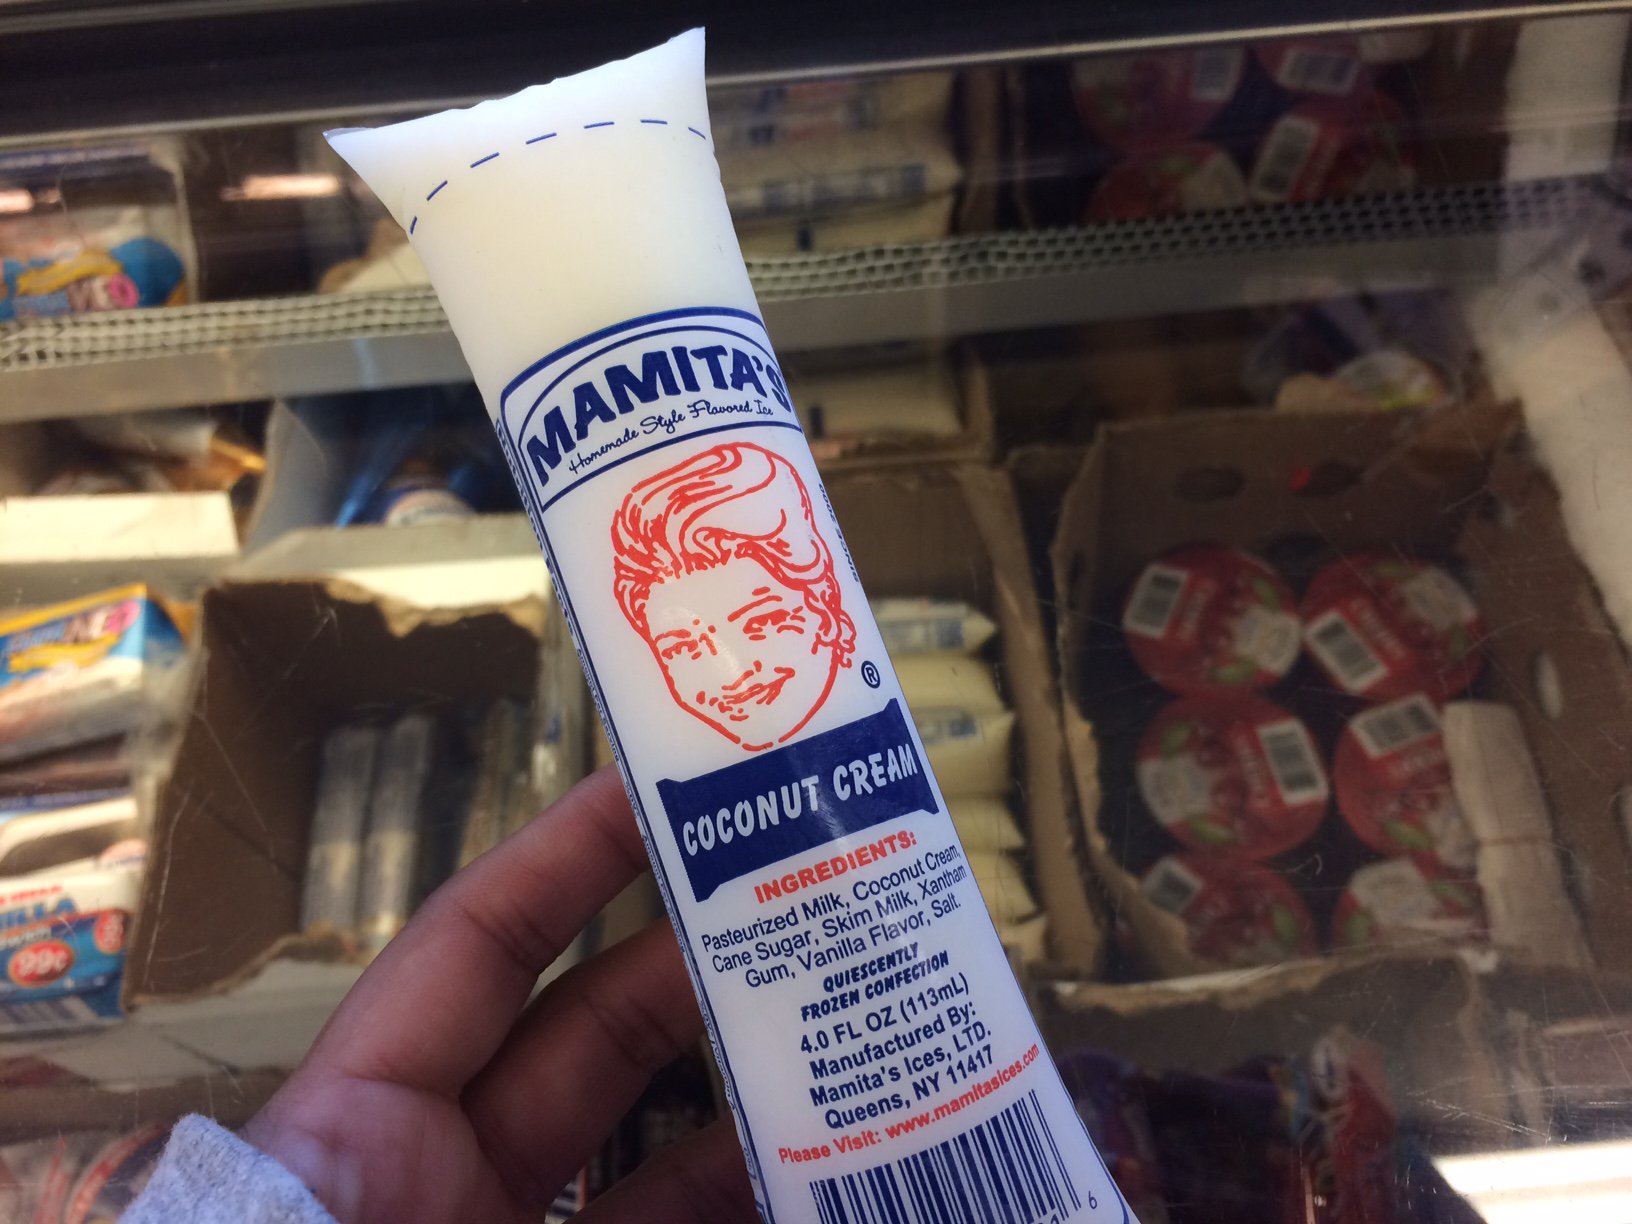 MAMITA'S
Homemade Style Flavored Ice
®
COCONUT CREAM
INGREDIENTS:
Pasteurized Milk, Coconut Cream,
Cane Sugar, Skim Milk, Xantham
Gum, Vanilla Flavor, Salt.
QUIESCENTLY
FROZEN CONFECTION
4.0 FL OZ (113mL)
Manufactured By:
Mamita's Ices, LTD.
Queens, NY 11417
Please Visit: www.mamitasices.com
6
99¢